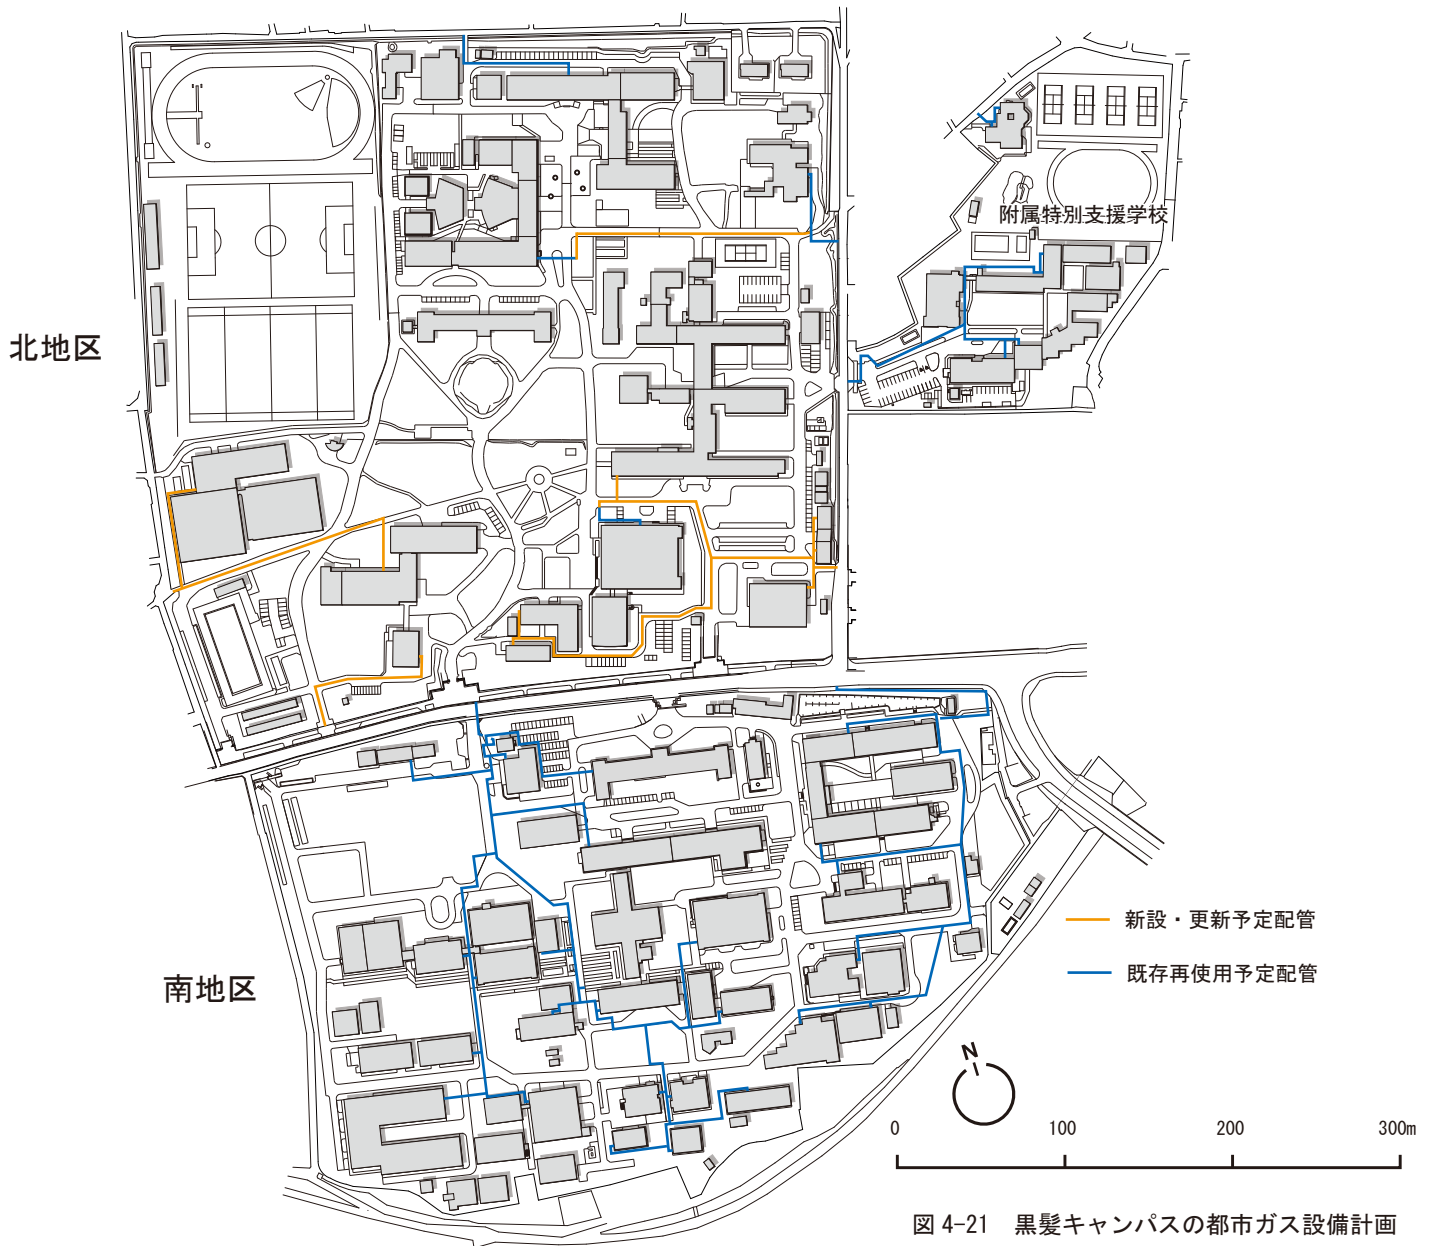 附属特別支援学校
北地区
新設・更新予定配管
既存再使用予定配管
南地区
N
0 100 200 300m
図 4-21 黒髪キャンパスの都市ガス設備計画